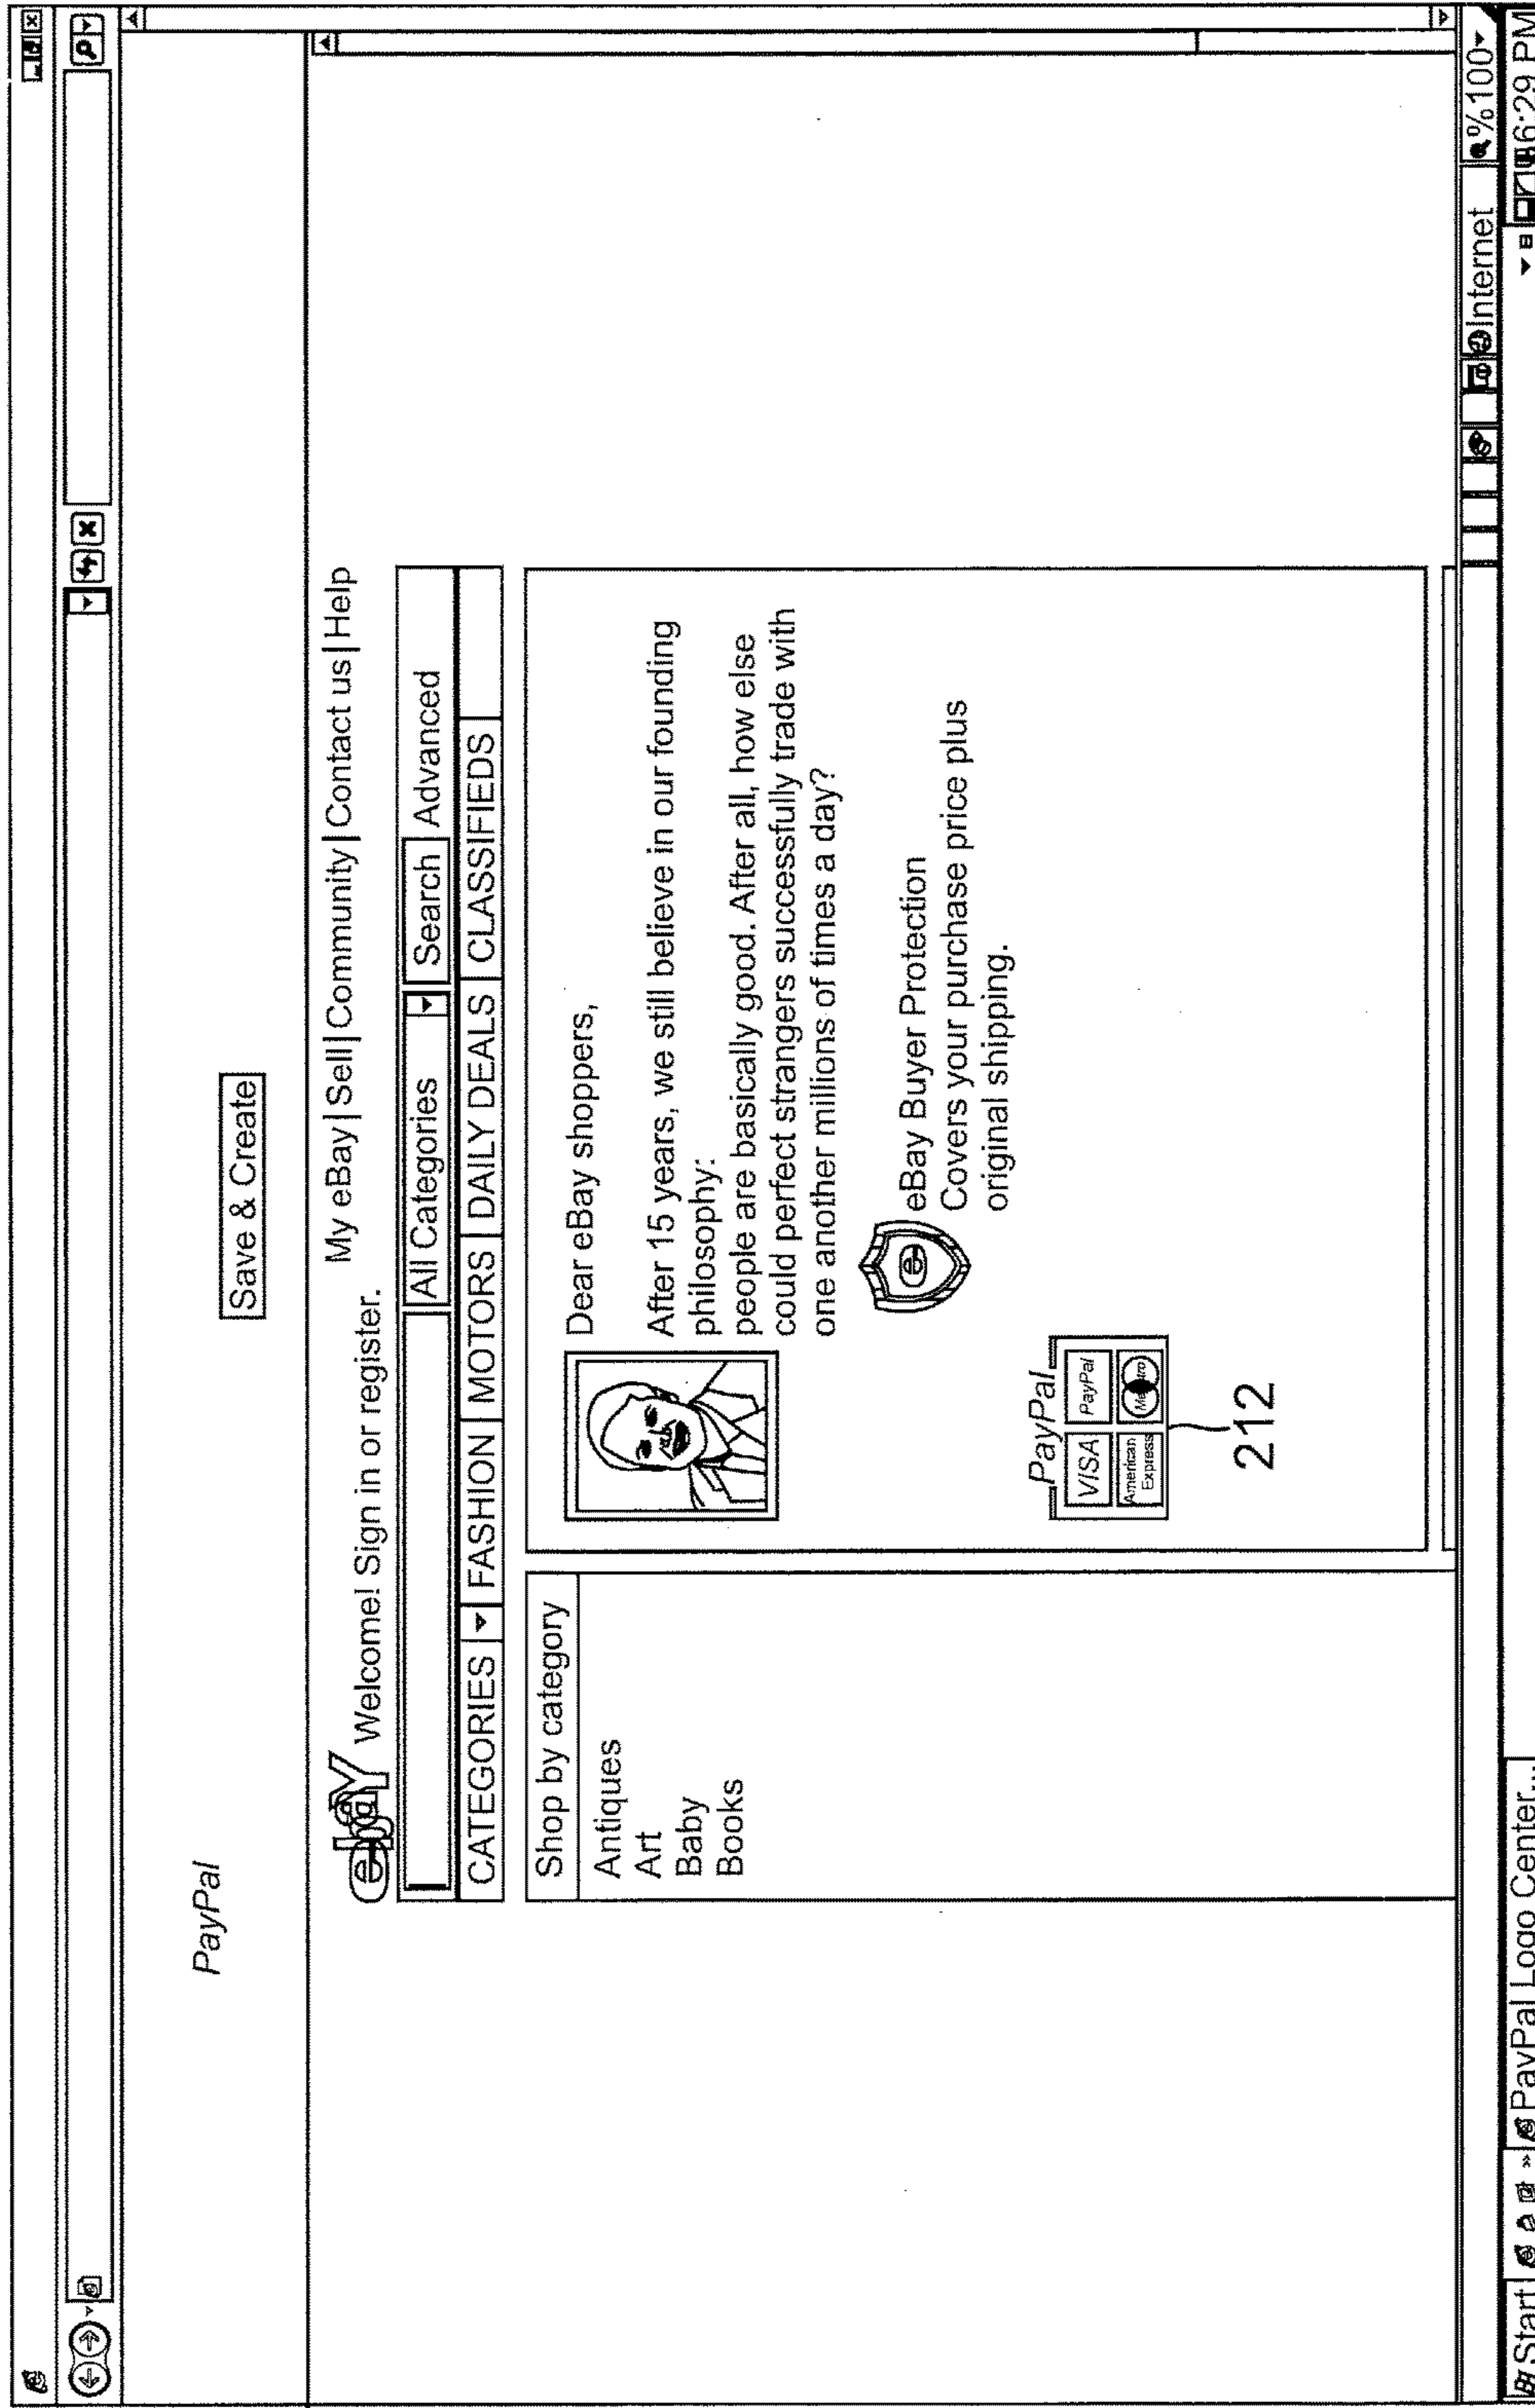 PayPal
Save & Create
ebaY Welcome! Sign in or register. My eBay|Sell|Community|Contact us|Help
All Categories Search Advanced
CATEGORIES FASHION MOTORS DAILY DEALS CLASSIFIEDS
Shop by category
Antiques
Art
Baby
Books
Dear eBay shoppers,
After 15 years, we still believe in our founding
philosophy:
people are basically good. After all, how else
could perfect strangers successfully trade with
one another millions of times a day?
e
eBay Buyer Protection
Covers your purchase price plus
original shipping.
PayPal
VISA PayPal
American
Express
212
Internet %100
Start PayPal Logo Center... 6:29 PM